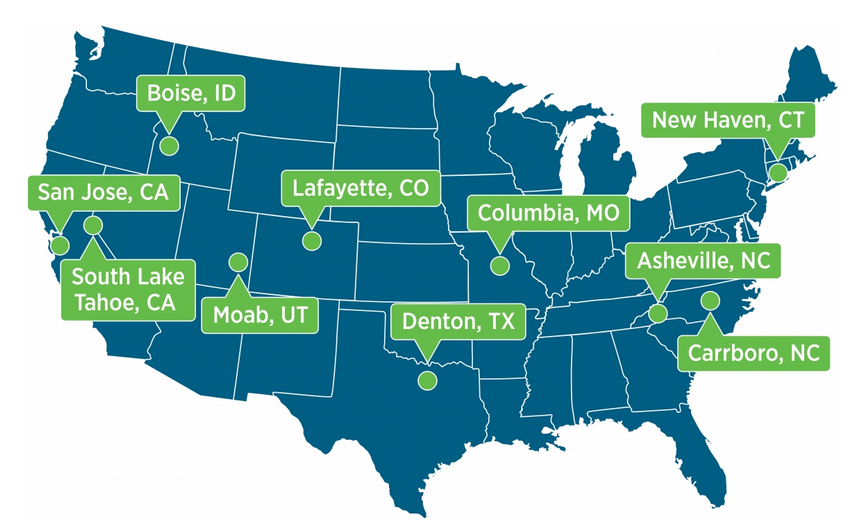 Boise, ID
New Haven, CT
San Jose, CA
Lafayette, CO
Columbia, MO
South Lake
Tahoe, CA
Asheville, NC
Moab, UT
Denton, TX
Carrboro, NC